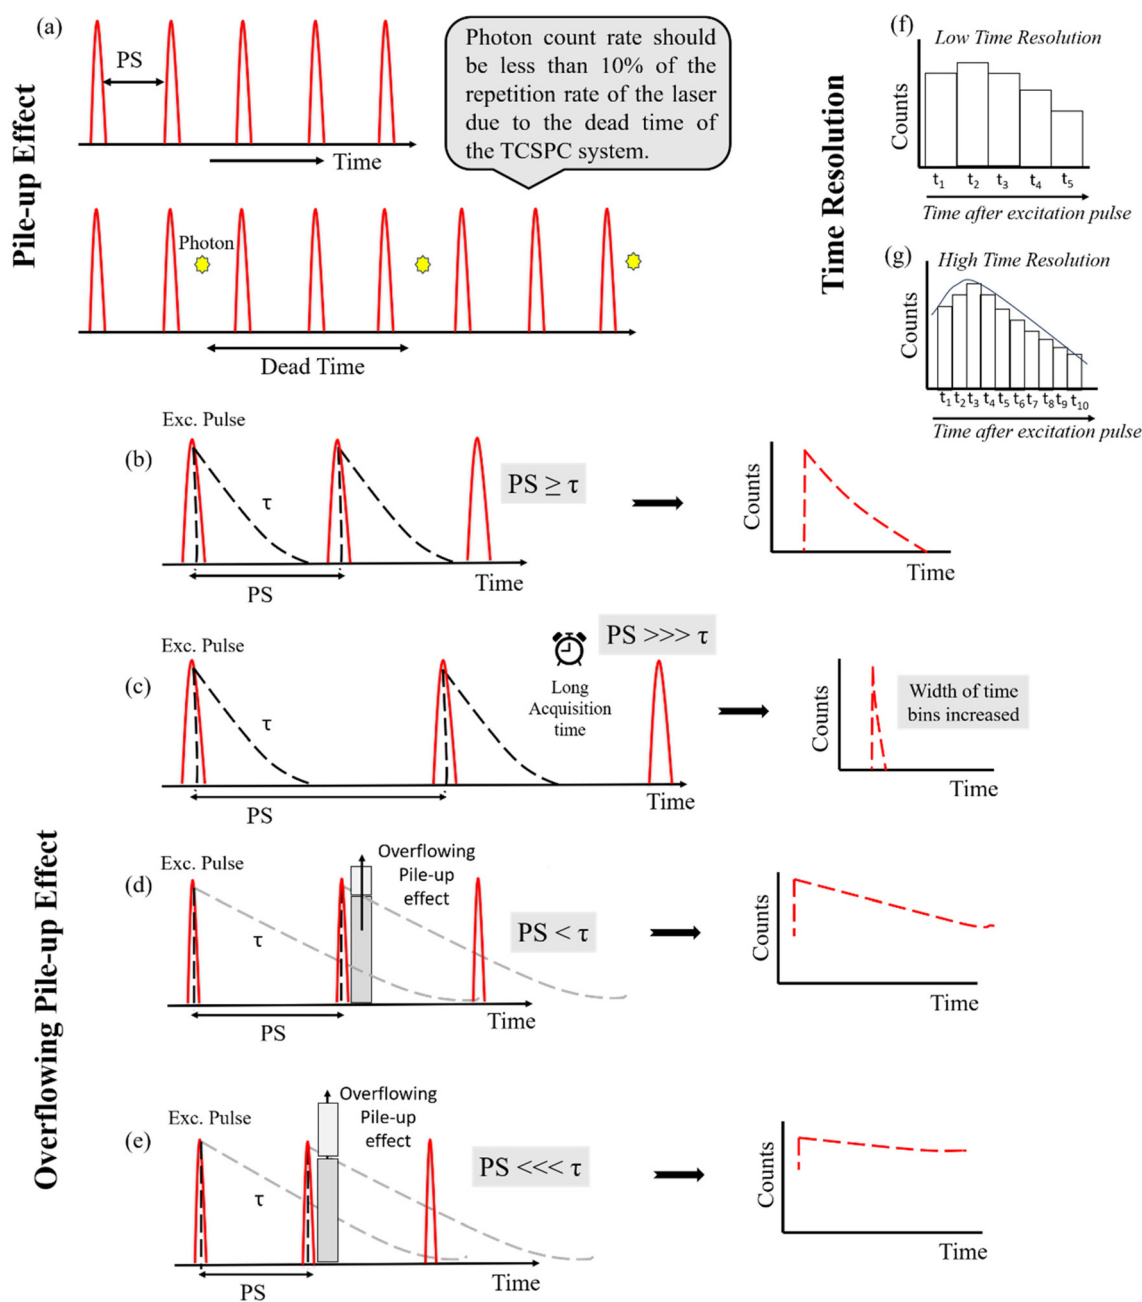 Pile-up Effect
(a)
PS
Time
Photon count rate should
be less than 10% of the
repetition rate of the laser
due to the dead time of
the TCSPC system.
Photon
Dead Time
Time Resolution
(f)
Low Time Resolution
Counts
t₁ t₂ t₃ t₄ t₅
Time after excitation pulse
(g)
High Time Resolution
Counts
t₁ t₂ t₃ t₄ t₅ t₆ t₇ t₈ t₉ t₁₀
Time after excitation pulse
Overflowing Pile-up Effect
(b)
Exc. Pulse
τ
PS
Time
PS ≥ τ
Counts
Time
(c)
Exc. Pulse
τ
PS
Long
Acquisition
time
PS >>> τ
Time
Counts
Width of time
bins increased
Time
(d)
Exc. Pulse
τ
PS
Overflowing
Pile-up
effect
Time
PS < τ
Counts
Time
(e)
Exc. Pulse
τ
PS
Overflowing
Pile-up
effect
Time
PS <<< τ
Counts
Time